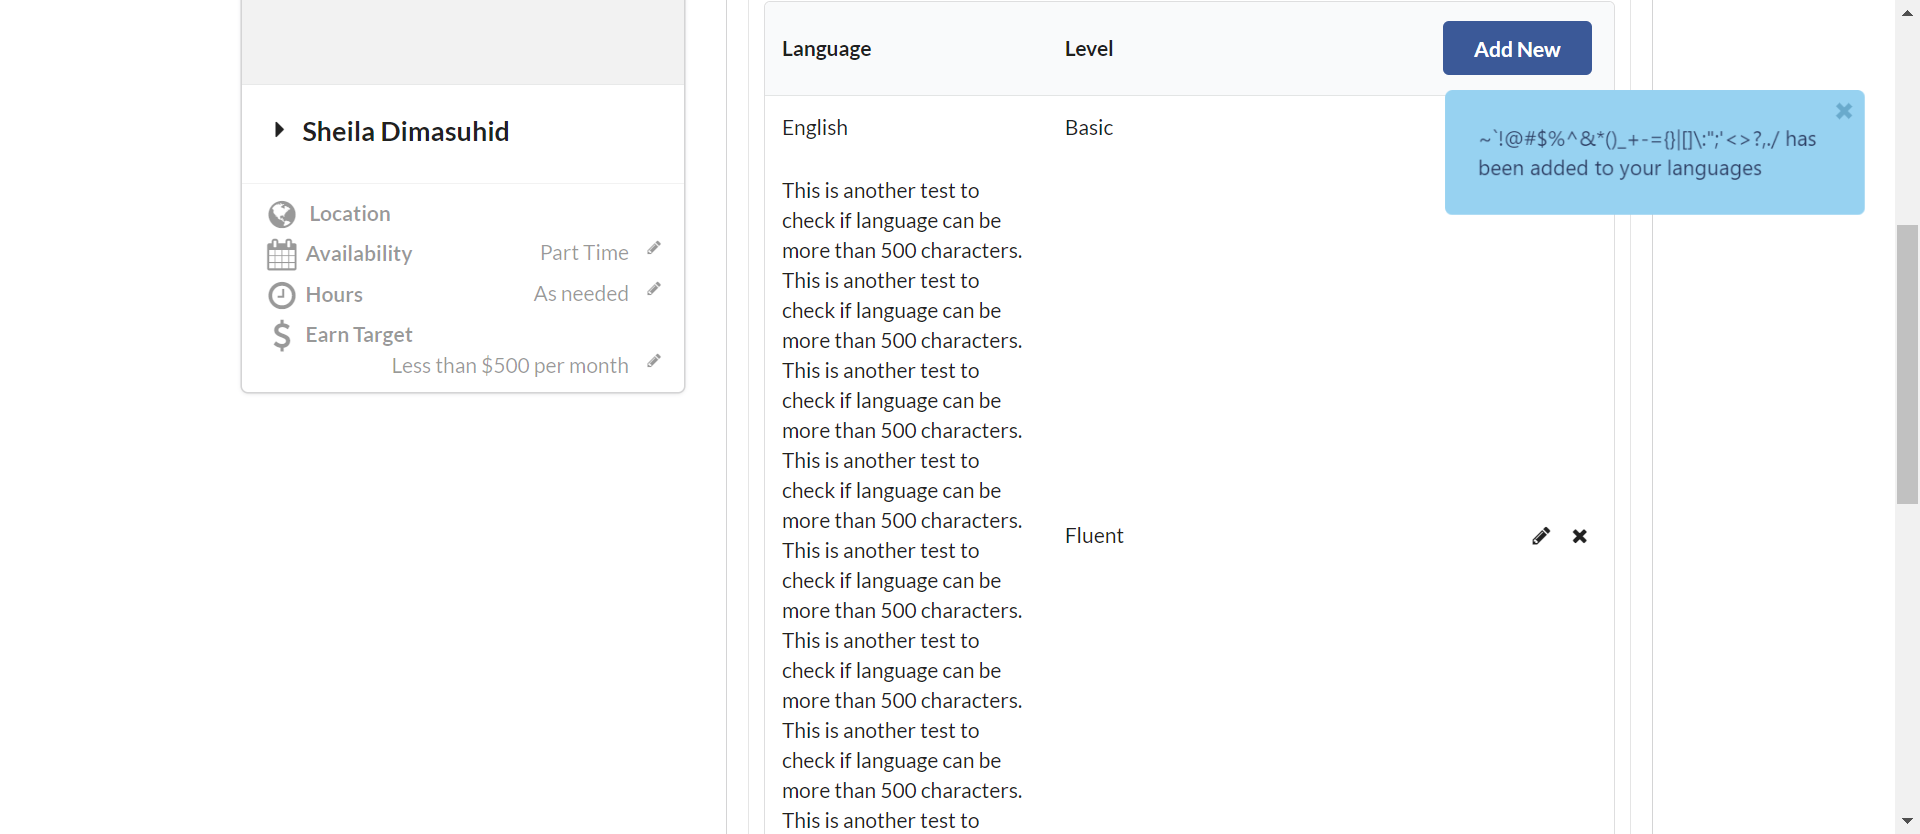 Sheila Dimasuhid
Location
Availability Part Time
Hours As needed
Earn Target
Less than $500 per month
Language Level Add New
English Basic
~`!@#$%^&*()_+-={}|[]\:";'<>?,./ has
been added to your languages
This is another test to
check if language can be
more than 500 characters.
This is another test to
check if language can be
more than 500 characters.
This is another test to
check if language can be
more than 500 characters.
This is another test to
check if language can be
more than 500 characters.
Fluent
This is another test to
check if language can be
more than 500 characters.
This is another test to
check if language can be
more than 500 characters.
This is another test to
check if language can be
more than 500 characters.
This is another test to